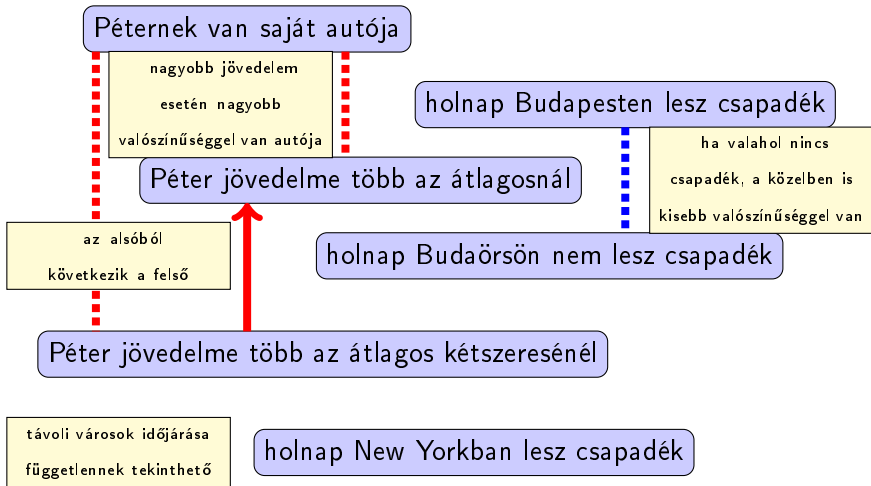 Péternek van saját autója
nagyobb jövedelem
esetén nagyobb
valószínűséggel van autója
holnap Budapesten lesz csapadék
ha valahol nincs
csapadék, a közelben is
kisebb valószínűséggel van
Péter jövedelme több az átlagosnál
az alsóból
következik a felső
holnap Budaörsön nem lesz csapadék
Péter jövedelme több az átlagos kétszeresénél
távoli városok időjárása
függetlennek tekinthető
holnap New Yorkban lesz csapadék